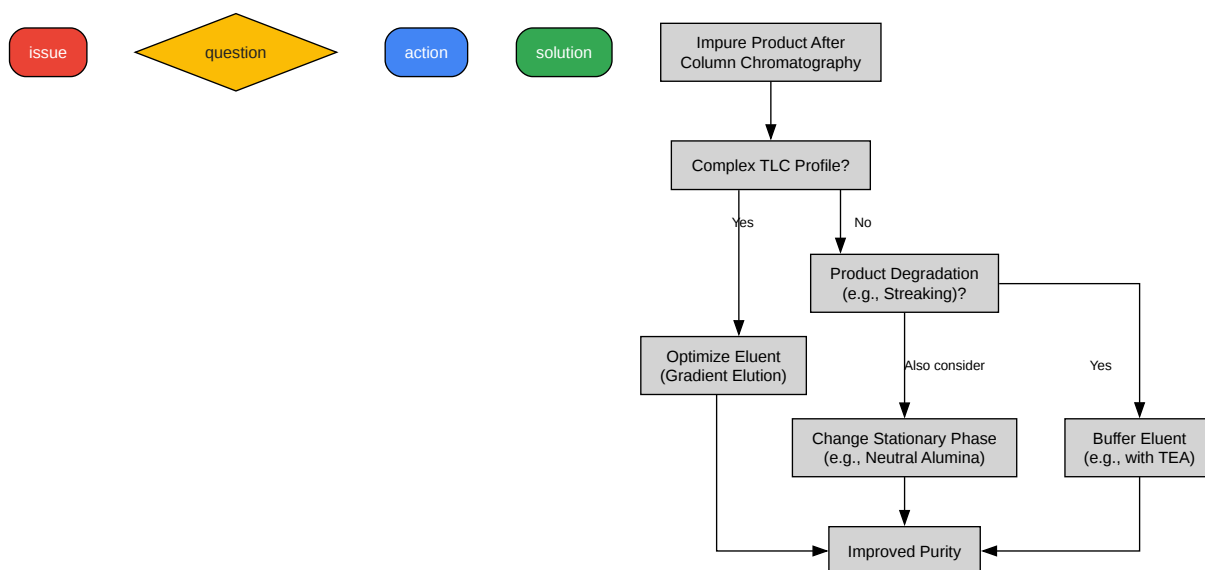 issue
question
action
solution
Impure Product After
Column Chromatography
Complex TLC Profile?
Yes
No
Product Degradation
(e.g., Streaking)?
Optimize Eluent
(Gradient Elution)
Also consider
Yes
Change Stationary Phase
(e.g., Neutral Alumina)
Buffer Eluent
(e.g., with TEA)
Improved Purity